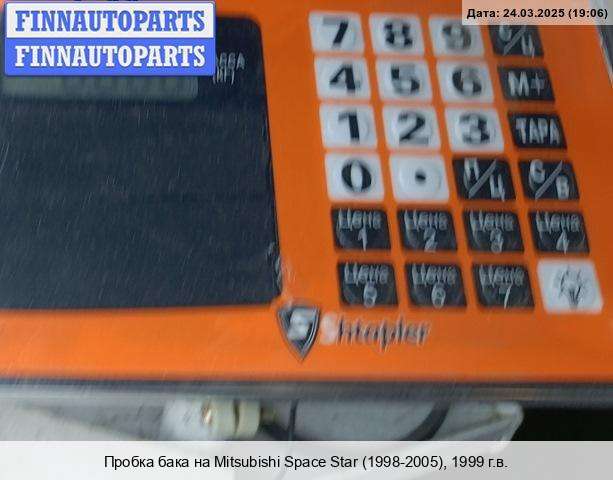 FINNAUTOPARTS
FINNAUTOPARTS
Дата: 24.03.2025 (19:06)
7 8 9
4 5 6 М+
1 2 3 ТАРА
0 •
Цена 1 Цена 2 Цена 3 Цена 4
Цена 5 Цена 6 Цена 7
Shtapler
Пробка бака на Mitsubishi Space Star (1998-2005), 1999 г.в.